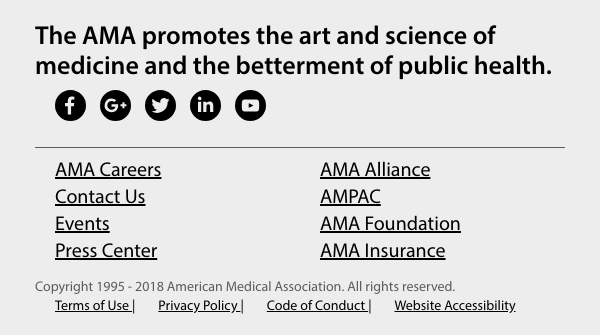 The AMA promotes the art and science of
medicine and the betterment of public health.
AMA Careers
AMA Alliance
Contact Us
AMPAC
Events
AMA Foundation
Press Center
AMA Insurance
Copyright 1995 - 2018 American Medical Association. All rights reserved.
Terms of Use | Privacy Policy | Code of Conduct | Website Accessibility